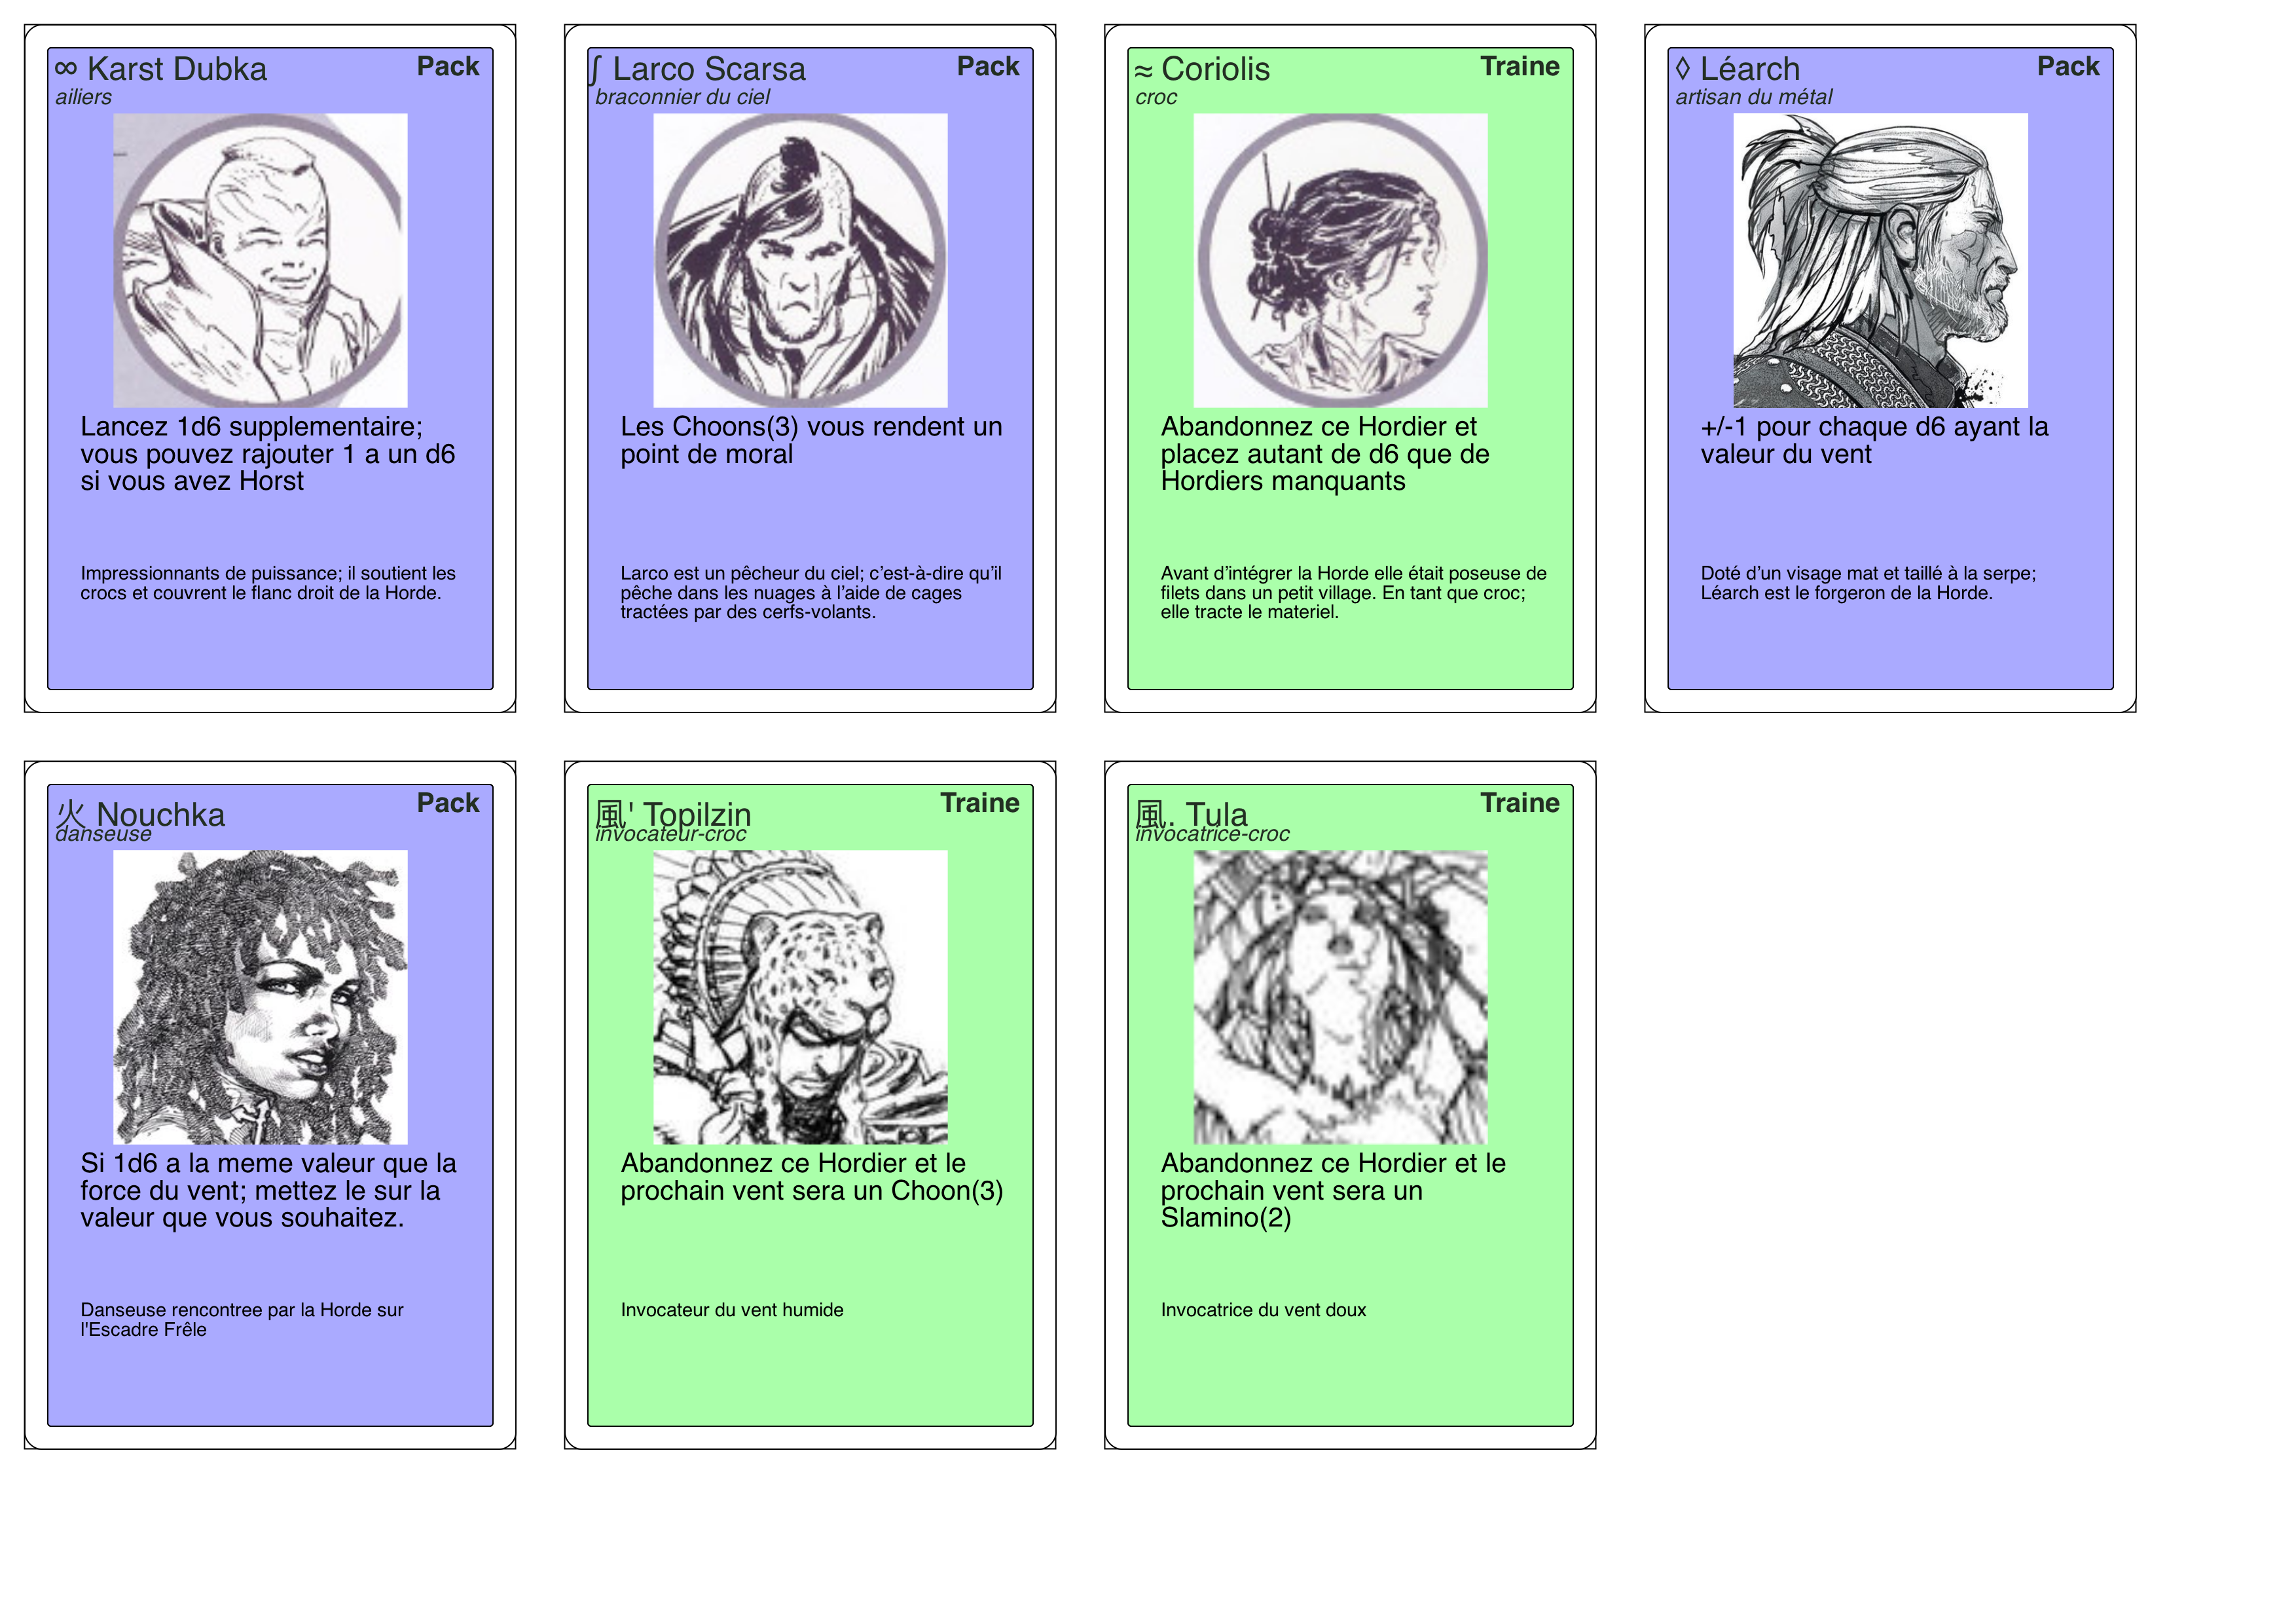 ∞ Karst Dubka Pack
ailiers
Lancez 1d6 supplementaire;
vous pouvez rajouter 1 a un d6
si vous avez Horst
Impressionnants de puissance; il soutient les
crocs et couvrent le flanc droit de la Horde.
∫ Larco Scarsa Pack
braconnier du ciel
Les Choons(3) vous rendent un
point de moral
Larco est un pêcheur du ciel; c’est-à-dire qu’il
pêche dans les nuages à l’aide de cages
tractées par des cerfs-volants.
≈ Coriolis Traine
croc
Abandonnez ce Hordier et
placez autant de d6 que de
Hordiers manquants
Avant d’intégrer la Horde elle était poseuse de
filets dans un petit village. En tant que croc;
elle tracte le materiel.
◊ Léarch Pack
artisan du métal
+/-1 pour chaque d6 ayant la
valeur du vent
Doté d’un visage mat et taillé à la serpe;
Léarch est le forgeron de la Horde.
火 Nouchka Pack
danseuse
Si 1d6 a la meme valeur que la
force du vent; mettez le sur la
valeur que vous souhaitez.
Danseuse rencontree par la Horde sur
l'Escadre Frêle
風' Topilzin Traine
invocateur-croc
Abandonnez ce Hordier et le
prochain vent sera un Choon(3)
Invocateur du vent humide
風. Tula Traine
invocatrice-croc
Abandonnez ce Hordier et le
prochain vent sera un
Slamino(2)
Invocatrice du vent doux